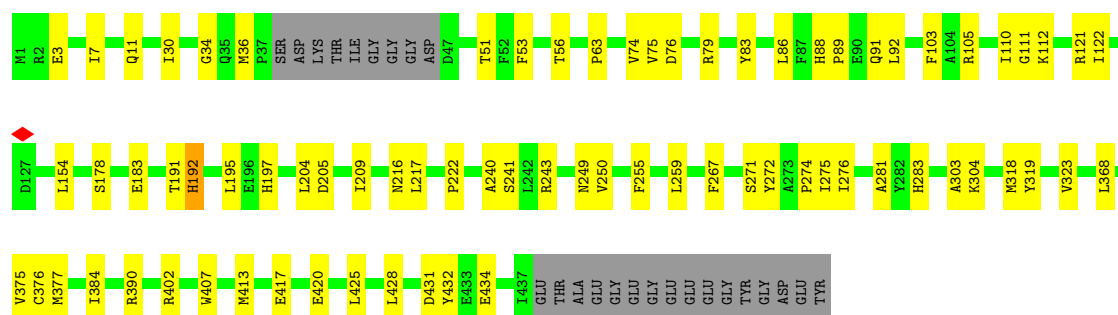 M1 R2 E3 I7 Q11 I30 G34 Q35 M36 P37 SER ASP LYS THR ILE GLY GLY GLY ASP D47 T51 F52 F53 T56 P63 V74 V75 D76 R79 Y83 L86 F87 H88 P89 E90 Q91 L92 F103 A104 R105 I110 G111 K112 R121 I122
D127 L154 S178 E183 T191 H192 L195 E196 H197 L204 D205 I209 N216 L217 P222 A240 S241 L242 R243 N249 V250 F255 L259 F267 S271 Y272 A273 P274 I275 I276 A281 Y282 H283 A303 K304 M318 Y319 V323 L368
V375 C376 M377 I384 R390 R402 W407 M413 E417 E420 L425 L428 D431 Y432 E433 E434 I437 GLU THR ALA GLU GLY GLU GLY GLU GLU GLU GLY TYR GLY ASP GLU TYR